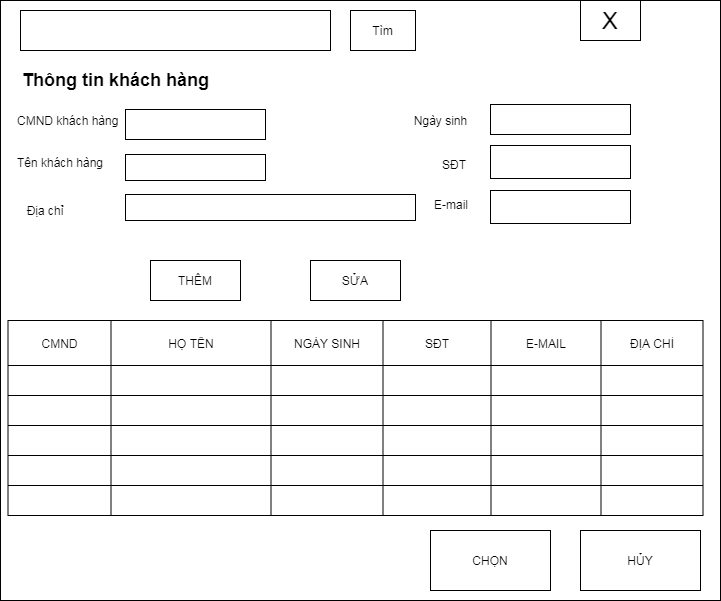 Tìm
X
Thông tin khách hàng
CMND khách hàng
Ngày sinh
Tên khách hàng
SĐT
Địa chỉ
E-mail
THÊM
SỬA
CMND
HỌ TÊN
NGÀY SINH
SĐT
E-MAIL
ĐỊA CHỈ
CHỌN
HỦY